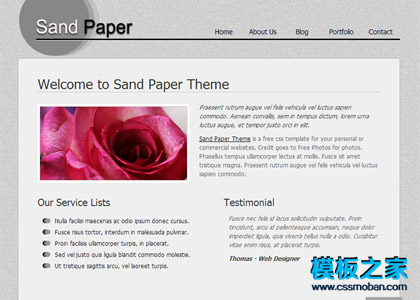 Sand Paper
Home About Us Blog Portfolio Contact
Welcome to Sand Paper Theme
Praesent rutrum augue vel fels vehicula vel luctus sapien
commodo. Aenean convallis, sem in tempus dictum, lorem urna
luctus augue, et tempor justo orci in elit.
Sand Paper Theme is a free css template for your personal or
commercial websites. Credit goes to Free Photos for photos.
Phasellus tempus ullamcorper lectus at mollis. Fusce sit amet
tristique magna. Praesent rutrum augue vel fels vehicula vel luctus
sapien commodo.
Our Service Lists
Nulla facilisi maecenas ac odio ipsum donec cursus.
Fusce risus tortor, interdum in malesuada pulvinar.
Proin facilisis ullamcorper turpis, in placerat.
Sed vel justo quis ligula blandit commodo molestie.
Ut tristique sagittis arcu, vel laoreet turpis.
Testimonial
Fusce nec felis id lacus sollicitudin vulputate. Proin
tincidunt, arcu id pellentesque accumsan, neque dolor
imperdiet ligula, quis viverra tellus nulla a odio. Curabitur
vitae enim risus, at placerat turpis.
Thomas - Web Designer
模板之家
www.cssmoban.com